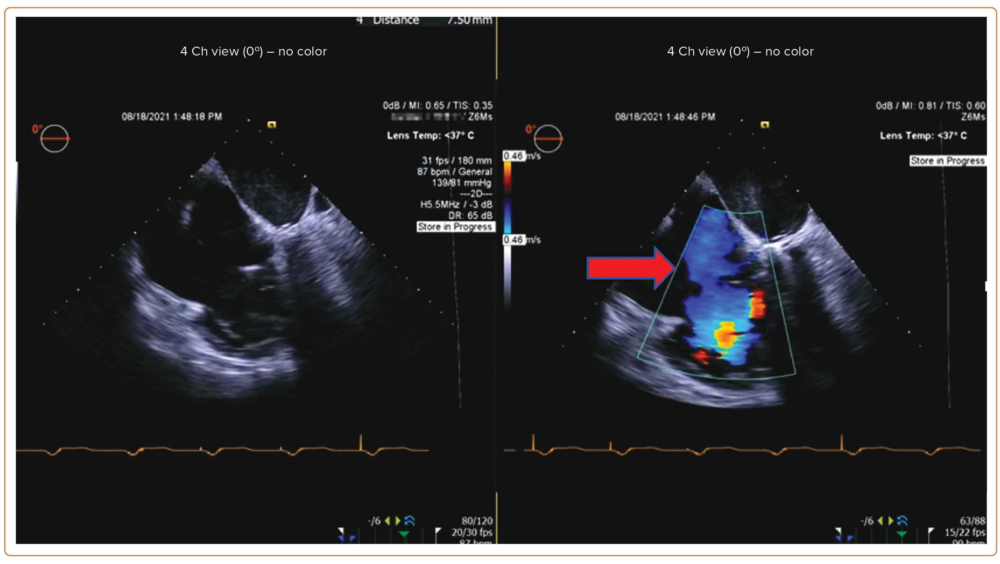 4 Distance 7.50 mm
4 Ch view (0º) – no color
08/18/2021 1:48:18 PM
0°
0dB / MI: 0.65 / TIS: 0.35
Z6Ms
Lens Temp: <37° C
31 fps / 180 mm
87 bpm / General
139/81 mmHg
---2D---
H5.5MHz / -3 dB
DR: 65 dB
Store in Progress
-/6
80/120
20/30 fps
87 bpm
4 Ch view (0º) – no color
08/18/2021 1:48:46 PM
0°
0dB / MI: 0.81 / TIS: 0.60
Z6Ms
Lens Temp: <37° C
Store in Progress
0.46 m/s
0.46 m/s
-/6
63/88
15/22 fps
90 bpm